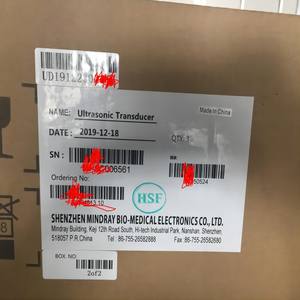 UD1912
NAME: Ultrasonic Transducer
Made in China
DATE: 2019-12-18
QTY: 1
SN:
2006561
50524
Ordering No.
HSF
SHENZHEN MINDRAY BIO-MEDICAL ELECTRONICS CO., LTD.
Mindray Building, Keji 12th Road South, Hi-tech Industrial Park, Nanshan, Shenzhen,
518057 P.R.China Tel: 86-755-26582888
Fax:86-755-26582680
BOX. NO:
2of2